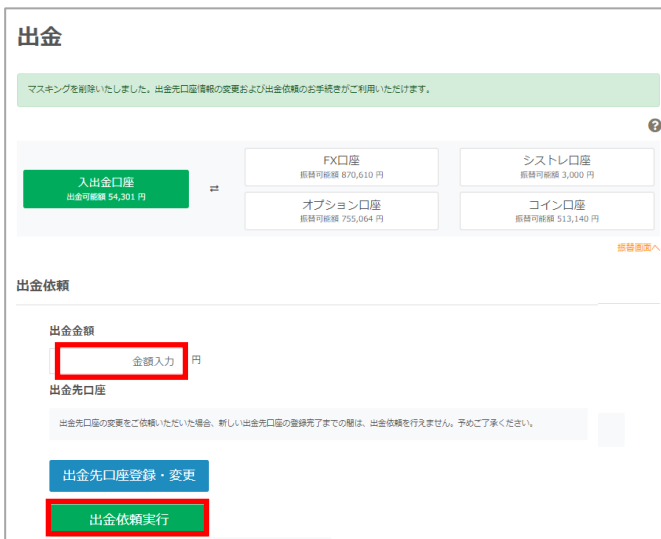 出金
マスキングを削除いたしました。出金先口座情報の変更および出金依頼のお手続きがご利用いただけます。
?
入出金口座
出金可能額 54,301 円
⇄
FX口座
振替可能額 870,610 円
シストレ口座
振替可能額 3,000 円
オプション口座
振替可能額 755,064 円
コイン口座
振替可能額 513,140 円
振替画面へ
出金依頼
出金金額
金額入力 円
出金先口座
出金先口座の変更をご依頼いただいた場合、新しい出金先口座の登録完了までの間は、出金依頼を行えません。予めご了承ください。
出金先口座登録・変更
出金依頼実行